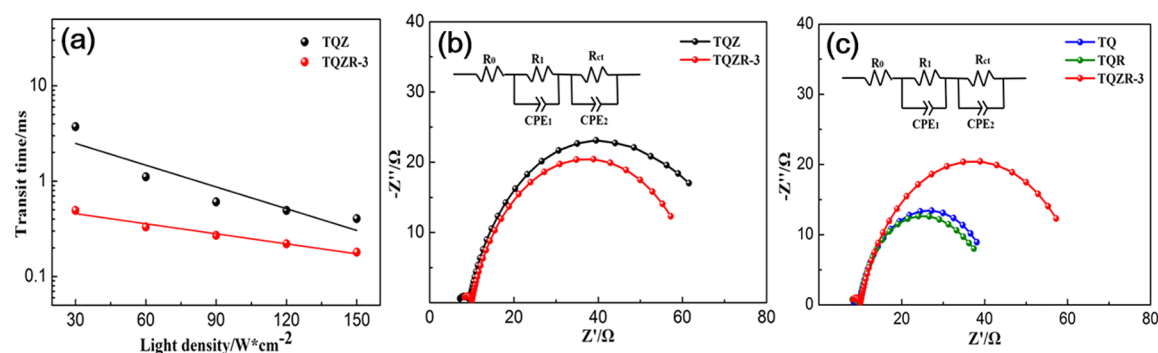 (a)
TQZ
TQZR-3
Transit time/ms
10
1
0.1
30 60 90 120 150
Light density/W*cm-2
(b)
TQZ
TQZR-3
R0 R1 Rct
CPE1 CPE2
-Z''/Ω
40
30
20
10
0 20 40 60 80
Z'/Ω
(c)
TQ
TQR
TQZR-3
R0 R1 Rct
CPE1 CPE2
-Z''/Ω
40
30
20
10
0
20 40 60 80
Z'/Ω